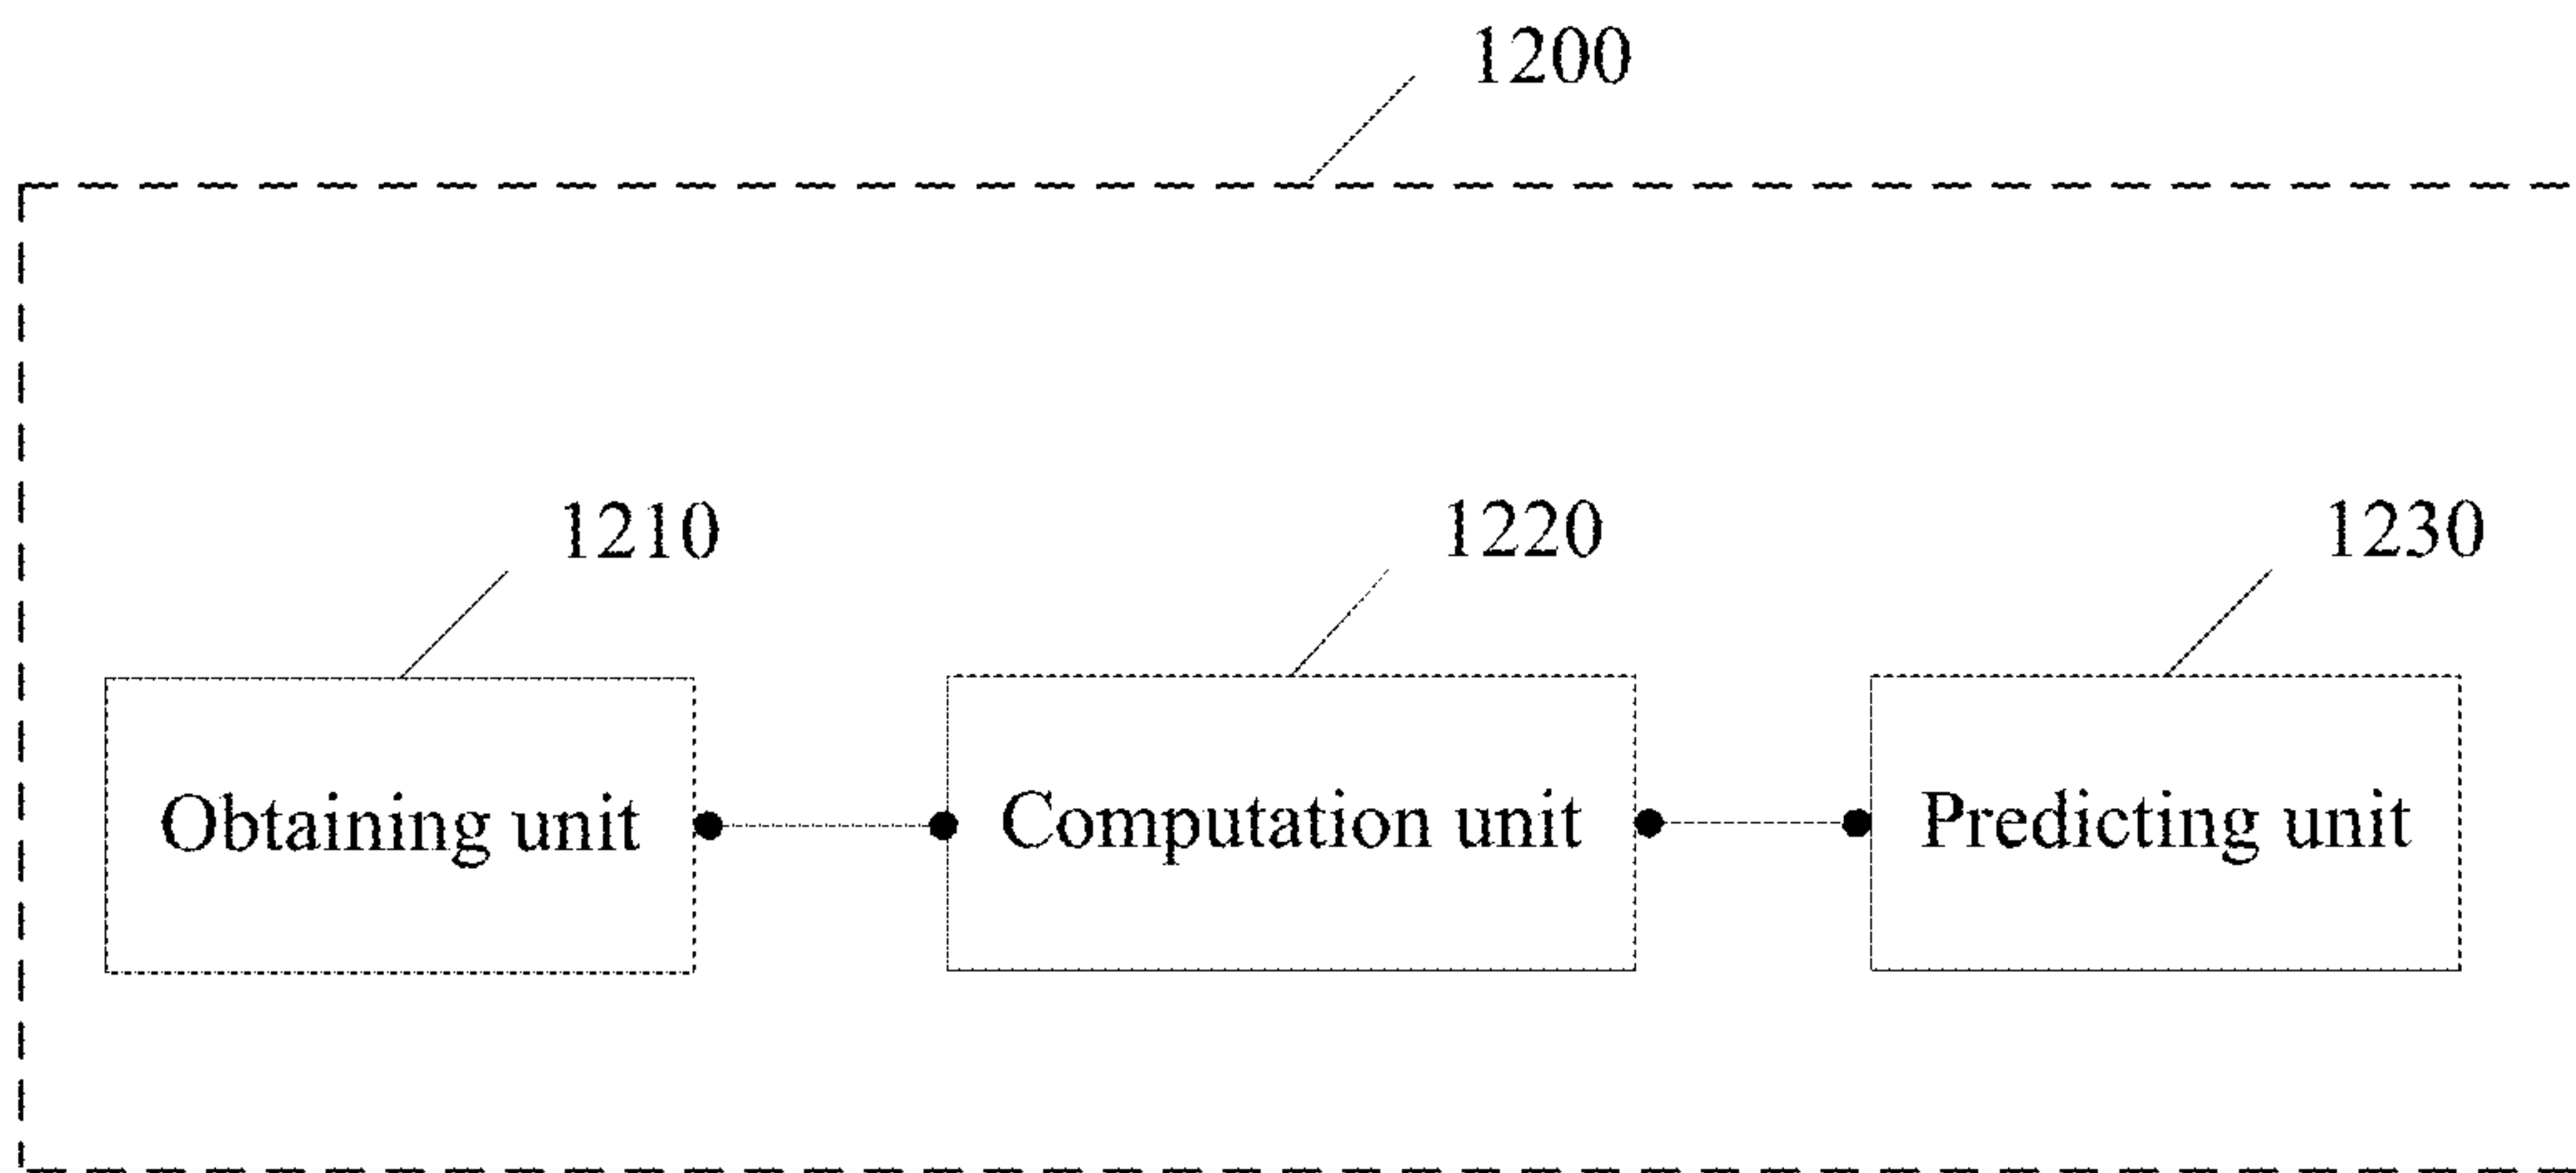 1200
1210
1220
1230
Obtaining unit
Computation unit
Predicting unit